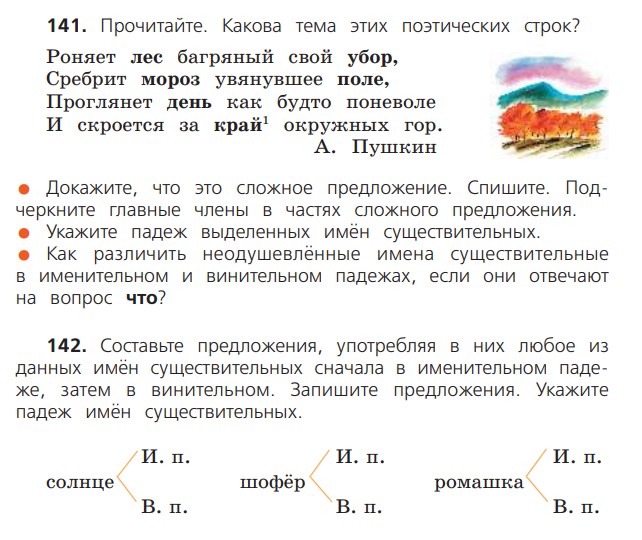 141. Прочитайте. Какова тема этих поэтических строк?
Роняет лес багряный свой убор,
Сребрит мороз увянувшее поле,
Проглянет день как будто поневоле
И скроется за край¹ окружных гор.
А. Пушкин
● Докажите, что это сложное предложение. Спишите. Под-
черкните главные члены в частях сложного предложения.
● Укажите падеж выделенных имён существительных.
● Как различить неодушевлённые имена существительные
в именительном и винительном падежах, если они отвечают
на вопрос что?
142. Составьте предложения, употребляя в них любое из
данных имён существительных сначала в именительном паде-
же, затем в винительном. Запишите предложения. Укажите
падеж имён существительных.
И. п. И. п. И. п.
солнце шофёр ромашка
В. п. В. п. В. п.